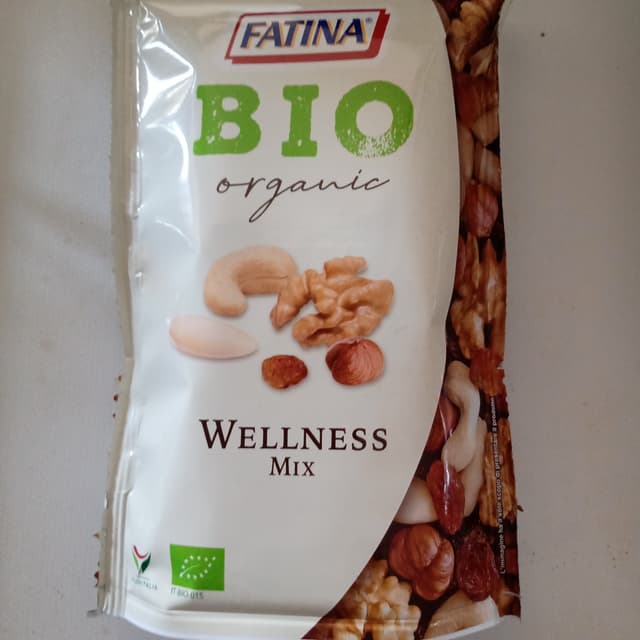 FATINA®
BIO
organic
WELLNESS
MIX
IT BIO 015